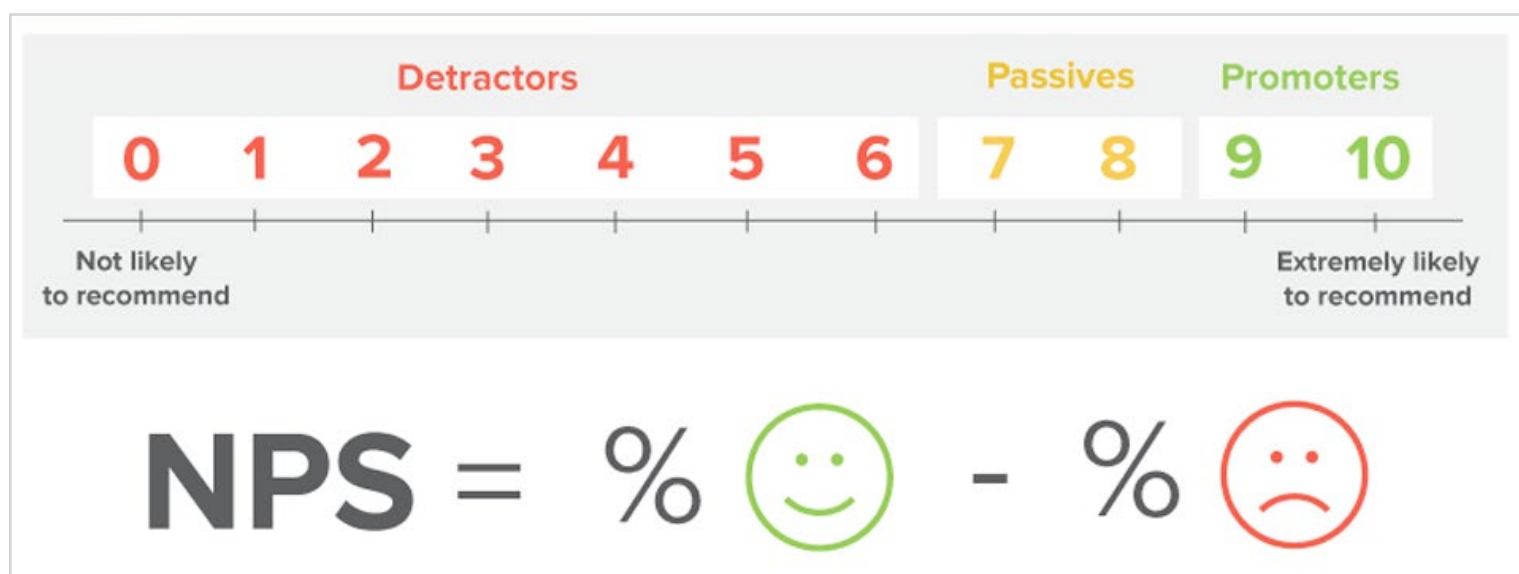 Detractors Passives Promoters
0 1 2 3 4 5 6 7 8 9 10
Not likely
to recommend
Extremely likely
to recommend
NPS = % - %